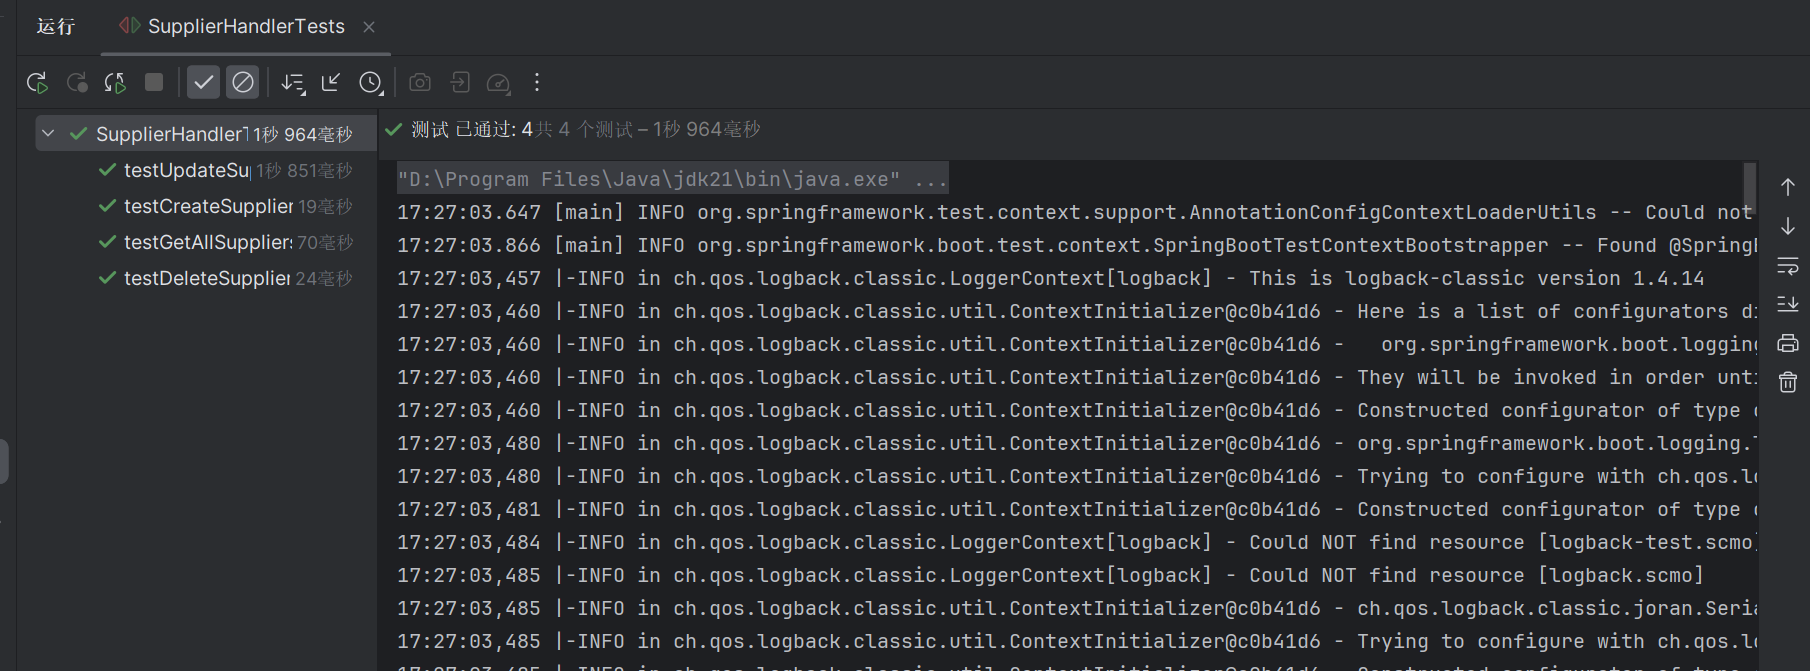 运行
SupplierHandlerTests
SupplierHandlerT 1秒 964毫秒
testUpdateSu 1秒 851毫秒
testCreateSupplier 19毫秒
testGetAllSuppliers 70毫秒
testDeleteSupplier 24毫秒
测试 已通过: 4共 4 个测试 – 1秒 964毫秒
"D:\Program Files\Java\jdk21\bin\java.exe" ...
17:27:03.647 [main] INFO org.springframework.test.context.support.AnnotationConfigContextLoaderUtils -- Could not
17:27:03.866 [main] INFO org.springframework.boot.test.context.SpringBootTestContextBootstrapper -- Found @SpringB
17:27:03,457 |-INFO in ch.qos.logback.classic.LoggerContext[logback] - This is logback-classic version 1.4.14
17:27:03,460 |-INFO in ch.qos.logback.classic.util.ContextInitializer@c0b41d6 - Here is a list of configurators di
17:27:03,460 |-INFO in ch.qos.logback.classic.util.ContextInitializer@c0b41d6 -   org.springframework.boot.logging
17:27:03,460 |-INFO in ch.qos.logback.classic.util.ContextInitializer@c0b41d6 - They will be invoked in order unti
17:27:03,460 |-INFO in ch.qos.logback.classic.util.ContextInitializer@c0b41d6 - Constructed configurator of type
17:27:03,480 |-INFO in ch.qos.logback.classic.util.ContextInitializer@c0b41d6 - org.springframework.boot.logging.
17:27:03,480 |-INFO in ch.qos.logback.classic.util.ContextInitializer@c0b41d6 - Trying to configure with ch.qos.lo
17:27:03,481 |-INFO in ch.qos.logback.classic.util.ContextInitializer@c0b41d6 - Constructed configurator of type
17:27:03,484 |-INFO in ch.qos.logback.classic.LoggerContext[logback] - Could NOT find resource [logback-test.scmo]
17:27:03,485 |-INFO in ch.qos.logback.classic.LoggerContext[logback] - Could NOT find resource [logback.scmo]
17:27:03,485 |-INFO in ch.qos.logback.classic.util.ContextInitializer@c0b41d6 - ch.qos.logback.classic.joran.Seria
17:27:03,485 |-INFO in ch.qos.logback.classic.util.ContextInitializer@c0b41d6 - Trying to configure with ch.qos.lo